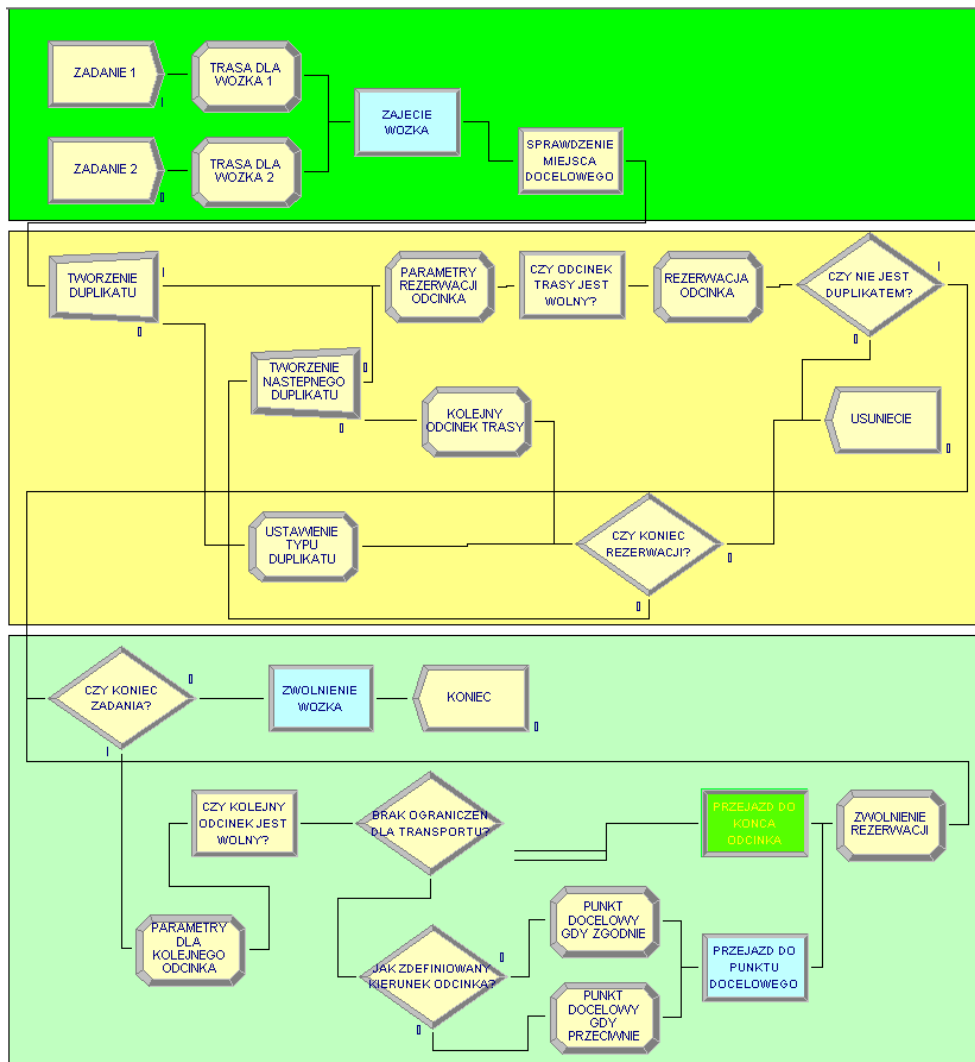 ZADANIE 1
TRASA DLA
WOZKA 1
ZAJECIE
WOZKA
SPRAWDZENIE
MIEJSCA
DOCELOWEGO
ZADANIE 2
TRASA DLA
WOZKA 2
TWORZENIE
DUPLIKATU
PARAMETRY
REZERWACJI
ODCINKA
CZY ODCINEK
TRASY JEST
WOLNY?
REZERWACJA
ODCINKA
CZY NIE JEST
DUPLIKATEM?
TWORZENIE
NASTEPNEGO
DUPLIKATU
KOLEJNY
ODCINEK TRASY
USUNIECIE
USTAWIENIE
TYPU
DUPLIKATU
CZY KONIEC
REZERWACJI?
CZY KONIEC
ZADANIA?
ZWOLNIENIE
WOZKA
KONIEC
CZY KOLEJNY
ODCINEK JEST
WOLNY?
BRAK OGRANICZEN
DLA TRANSPORTU?
PRZEJAZD DO
KONCA
ODCINKA
ZWOLNIENIE
REZERWACJI
PARAMETRY
DLA
KOLEJNEGO
ODCINKA
JAK ZDEFINIOWANY
KIERUNEK ODCINKA?
PUNKT
DOCELOWY
GDY ZGODNIE
PRZEJAZD DO
PUNKTU
DOCELOWEGO
PUNKT
DOCELOWY
GDY
PRZECIWNIE